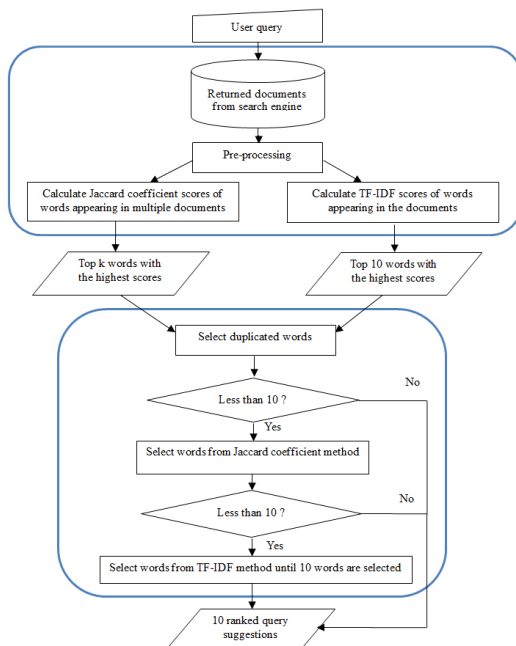 User query
Returned documents
from search engine
Pre-processing
Calculate Jaccard coefficient scores of
words appearing in multiple documents
Calculate TF-IDF scores of words
appearing in the documents
Top k words with
the highest scores
Top 10 words with
the highest scores
Select duplicated words
No
Less than 10 ?
Yes
Select words from Jaccard coefficient method
No
Less than 10 ?
Yes
Select words from TF-IDF method until 10 words are selected
10 ranked query
suggestions